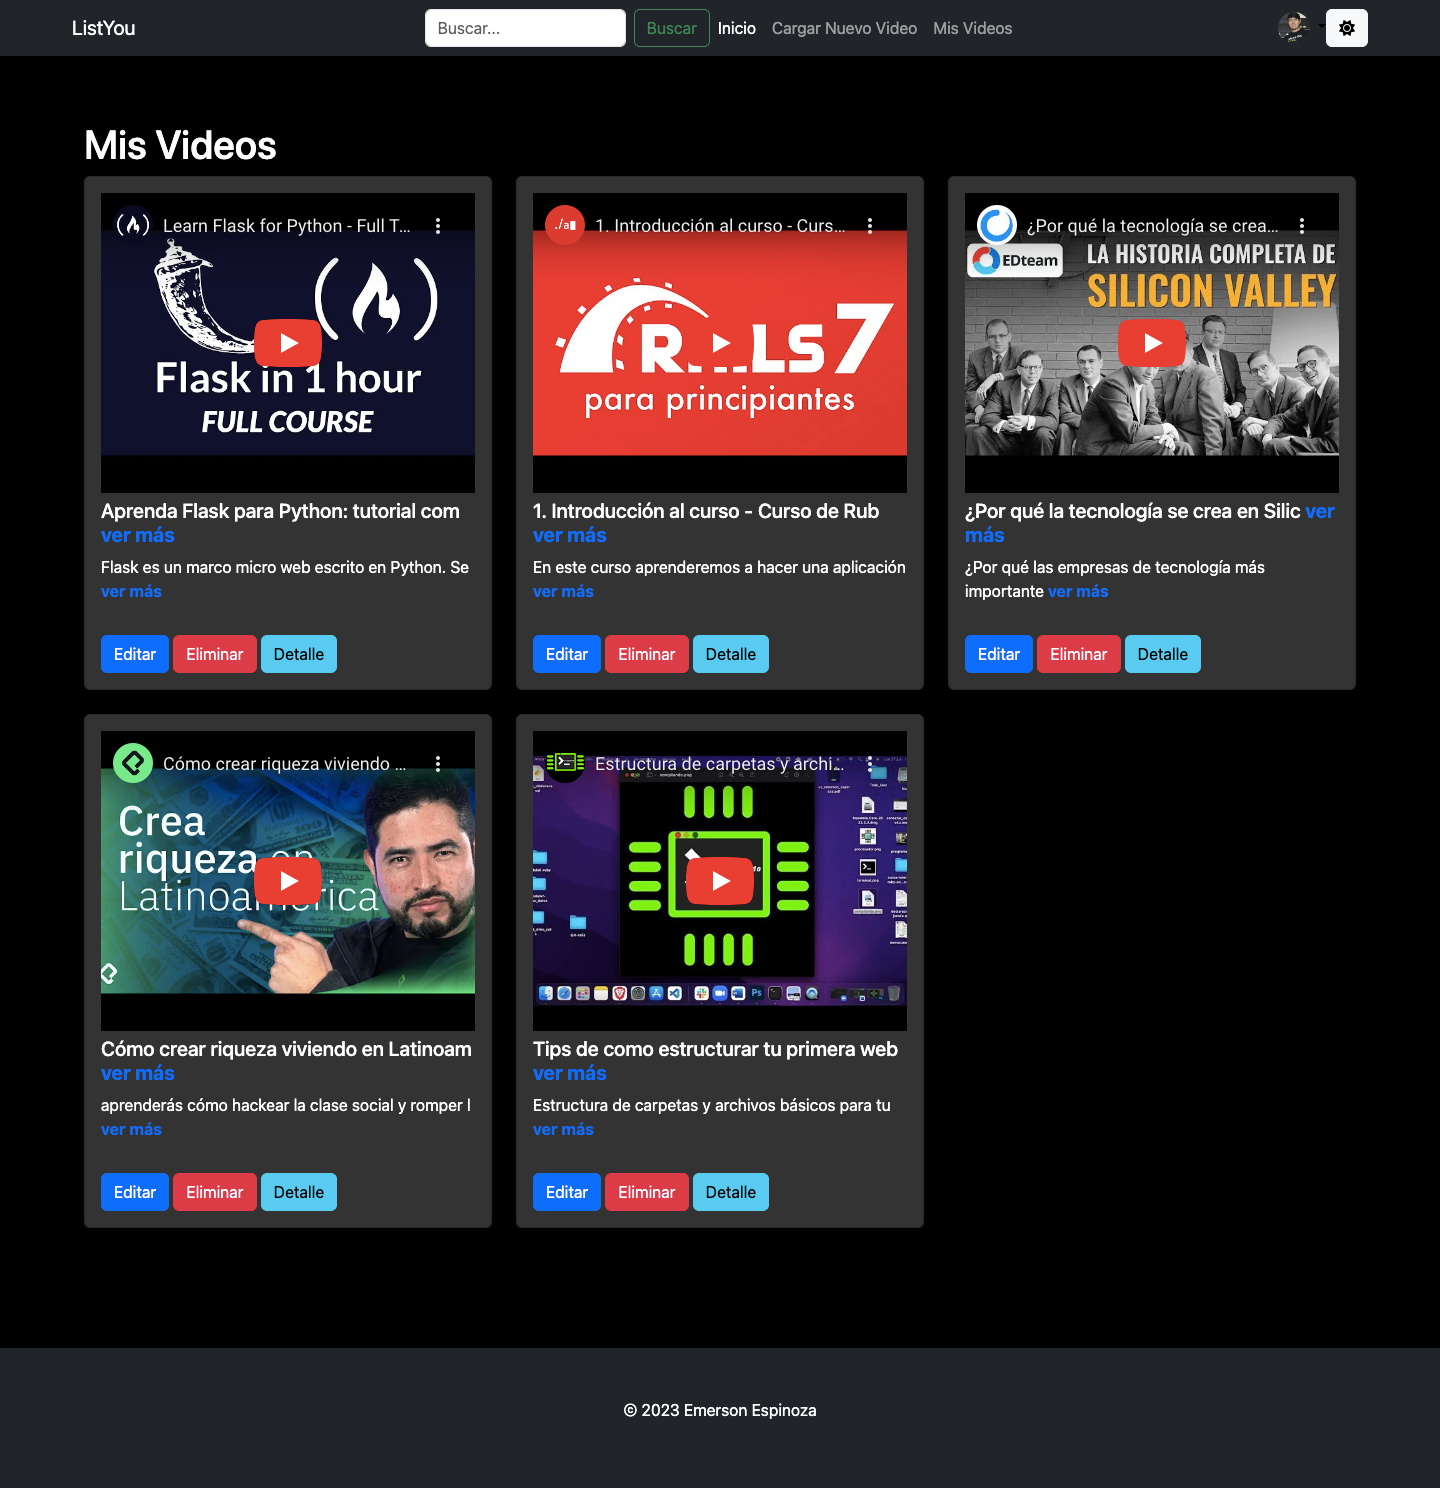 ListYou
Buscar...
Buscar
Inicio
Cargar Nuevo Video
Mis Videos
Mis Videos
Learn Flask for Python - Full T...
Flask in 1 hour
FULL COURSE
Aprenda Flask para Python: tutorial com
ver más
Flask es un marco micro web escrito en Python. Se
ver más
Editar Eliminar Detalle
./a
1. Introducción al curso - Curs...
RAILS 7
para principiantes
1. Introducción al curso - Curso de Rub
ver más
En este curso aprenderemos a hacer una aplicación
ver más
Editar Eliminar Detalle
¿Por qué la tecnología se crea...
EDteam
LA HISTORIA COMPLETA DE
SILICON VALLEY
¿Por qué la tecnología se crea en Silic ver
más
¿Por qué las empresas de tecnología más
importante ver más
Editar Eliminar Detalle
Cómo crear riqueza viviendo ...
Crea
riqueza en
Latinoamérica
Cómo crear riqueza viviendo en Latinoam
ver más
aprenderás cómo hackear la clase social y romper l
ver más
Editar Eliminar Detalle
Estructura de carpetas y archi...
Tips de como estructurar tu primera web
ver más
Estructura de carpetas y archivos básicos para tu
ver más
Editar Eliminar Detalle
© 2023 Emerson Espinoza